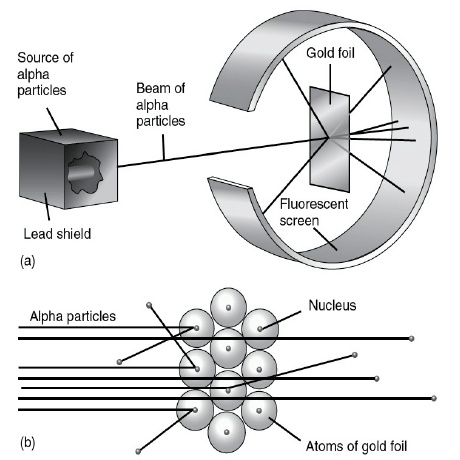 Source of
alpha
particles
Beam of
alpha
particles
Gold foil
Fluorescent
screen
Lead shield
(a)
Alpha particles
Nucleus
Atoms of gold foil
(b)